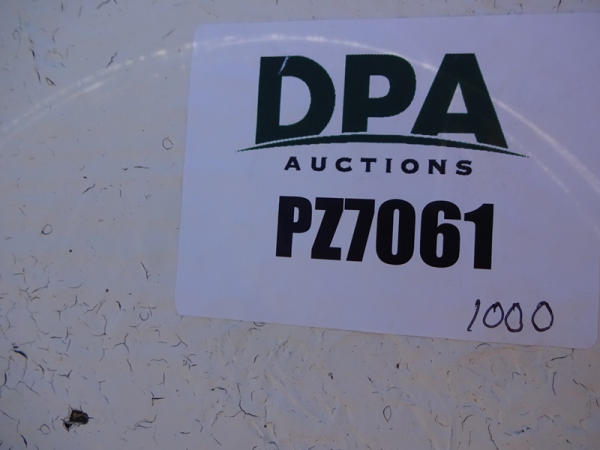 DPA
AUCTIONS
PZ7061
1000